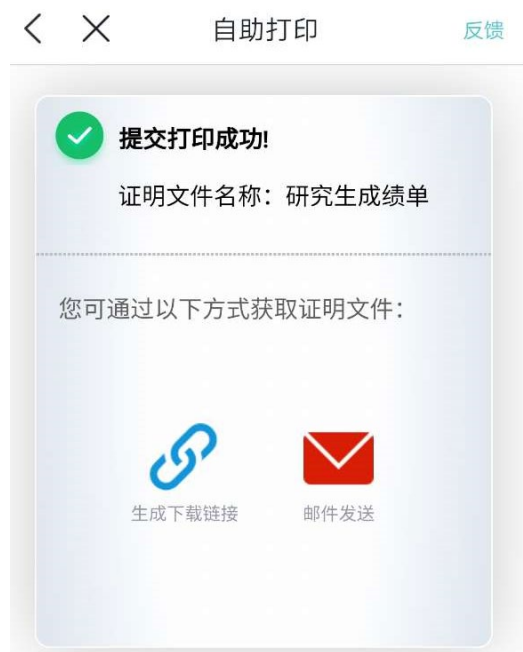 自助打印
反馈
提交打印成功!
证明文件名称：研究生成绩单
您可通过以下方式获取证明文件：
生成下载链接
邮件发送